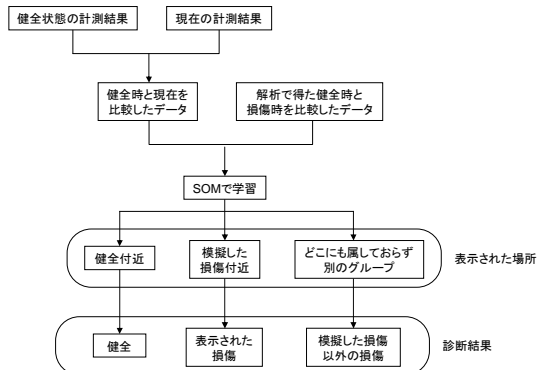 健全状態の計測結果
現在の計測結果
健全時と現在を
比較したデータ
解析で得た健全時と
損傷時を比較したデータ
SOMで学習
健全付近
模擬した
損傷付近
どこにも属しておらず
別のグループ
表示された場所
健全
表示された
損傷
模擬した損傷
以外の損傷
診断結果